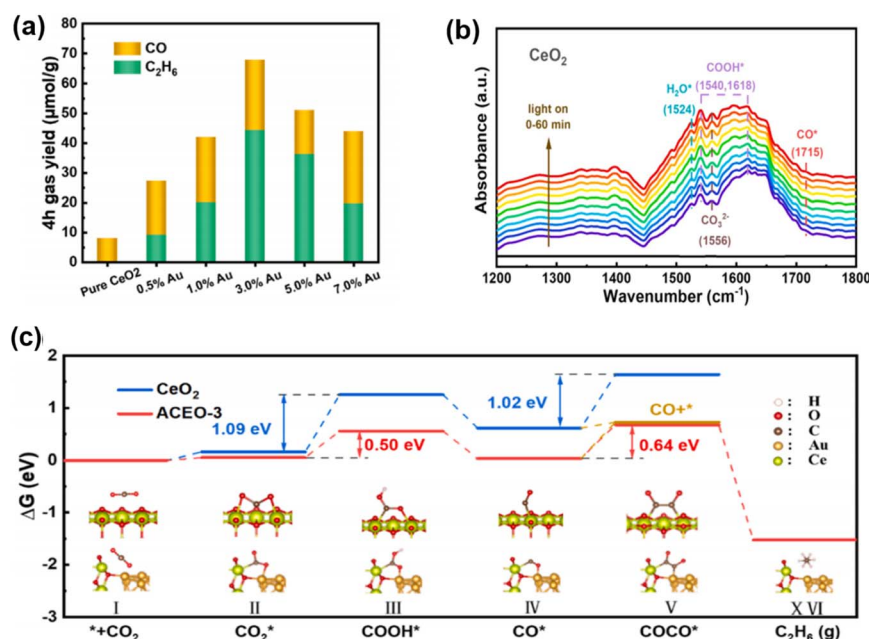 (a)
80
70
60
50
40
30
20
10
0
4h gas yield (μmol/g)
CO
C₂H₆
Pure CeO2
0.5% Au
1.0% Au
3.0% Au
5.0% Au
7.0% Au
(b)
CeO₂
Absorbance (a.u.)
light on
0-60 min
H₂O*
(1524)
COOH*
(1540,1618)
CO*
(1715)
CO₃²⁻
(1556)
1200 1300 1400 1500 1600 1700 1800
Wavenumber (cm⁻¹)
(c)
2
1
0
-1
-2
-3
ΔG (eV)
CeO₂
ACEO-3
1.09 eV
0.50 eV
1.02 eV
CO+*
0.64 eV
: H
: O
: C
: Au
: Ce
I II III IV V X VI
*+CO₂ CO₂* COOH* CO* COCO* C₂H₆ (g)